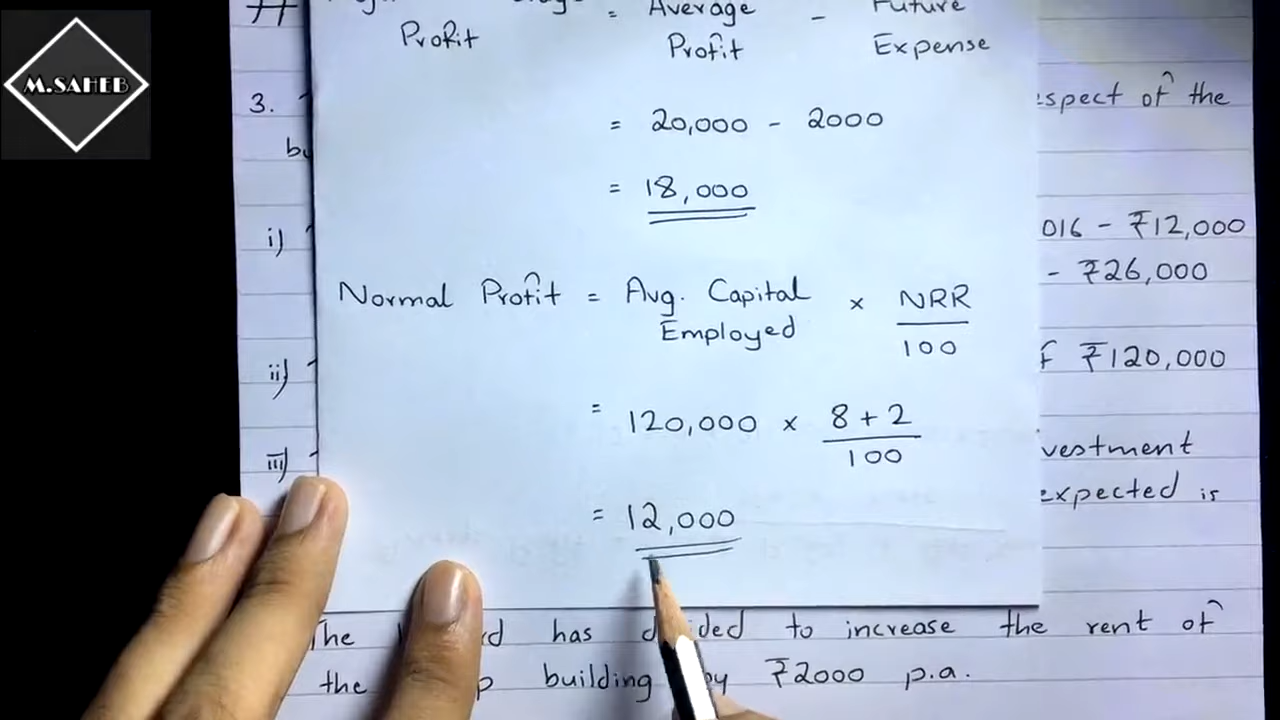 M.SAHEB
= Average - Future
Profit Profit Expense
3. espect of the
= 20,000 - 2000
bu
= 18,000
i) 016 - ₹12,000
- ₹26,000
Normal Profit = Avg. Capital × NRR
Employed 100
ii) f ₹120,000
= 120,000 × 8 + 2
100
iii) vestment
expected is
= 12,000
The has decided to increase the rent of
the building by ₹2000 p.a.